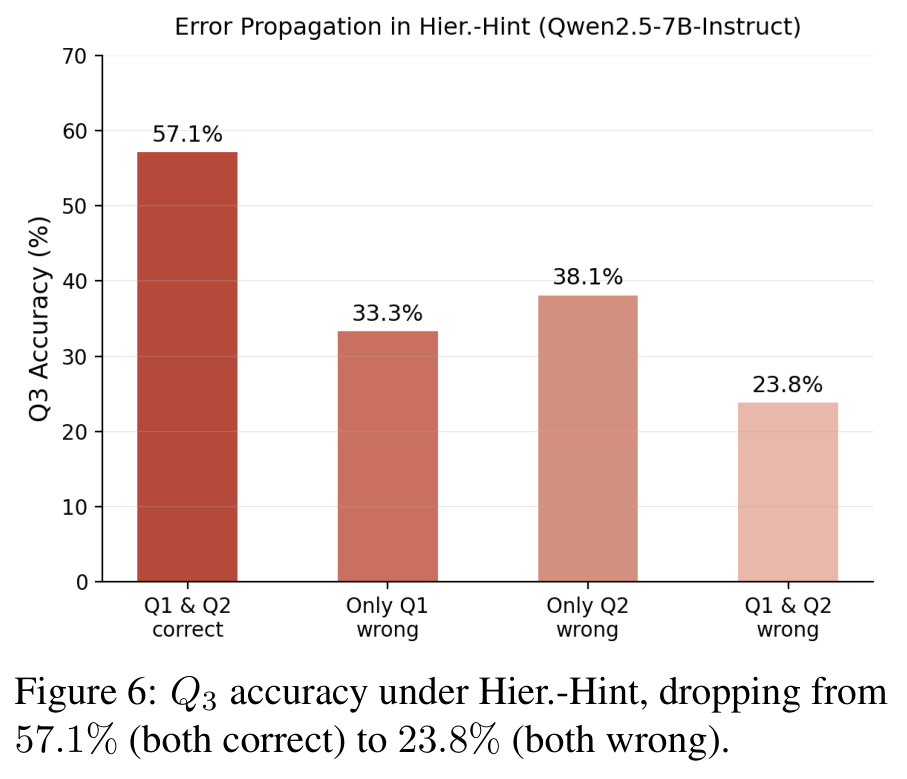 Error Propagation in Hier.-Hint (Qwen2.5-7B-Instruct)
Q3 Accuracy (%)
70
60
50
40
30
20
10
0
57.1%
33.3%
38.1%
23.8%
Q1 & Q2
correct
Only Q1
wrong
Only Q2
wrong
Q1 & Q2
wrong
Figure 6: Q₃ accuracy under Hier.-Hint, dropping from
57.1% (both correct) to 23.8% (both wrong).